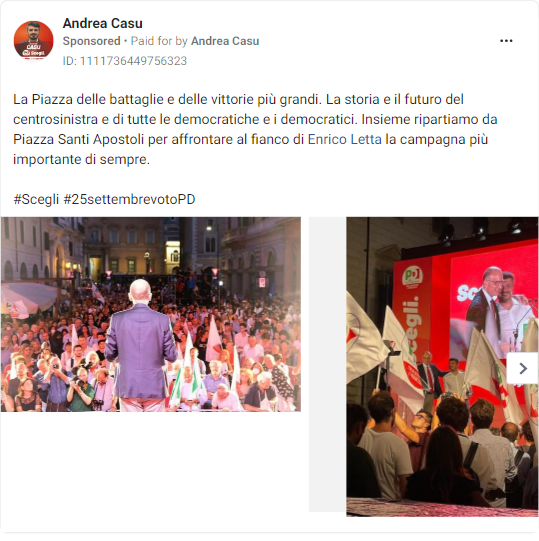 Andrea Casu
Sponsored • Paid for by Andrea Casu
ID: 1111736449756323
La Piazza delle battaglie e delle vittorie più grandi. La storia e il futuro del
centrosinistra e di tutte le democratiche e i democratici. Insieme ripartiamo da
Piazza Santi Apostoli per affrontare al fianco di Enrico Letta la campagna più
importante di sempre.
#Scegli #25settembrevotoPD
CASU
Scegli.
PD
Scegli.